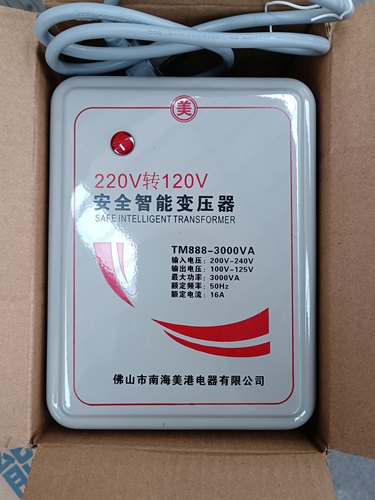 美
220V转120V
安全智能变压器
SAFE INTELLIGENT TRANSFORMER
TM888-3000VA
输入电压：200V-240V
输出电压：100V-125V
最大功率：3000VA
额定频率：50Hz
额定电流：16A
佛山市南海美港电器有限公司